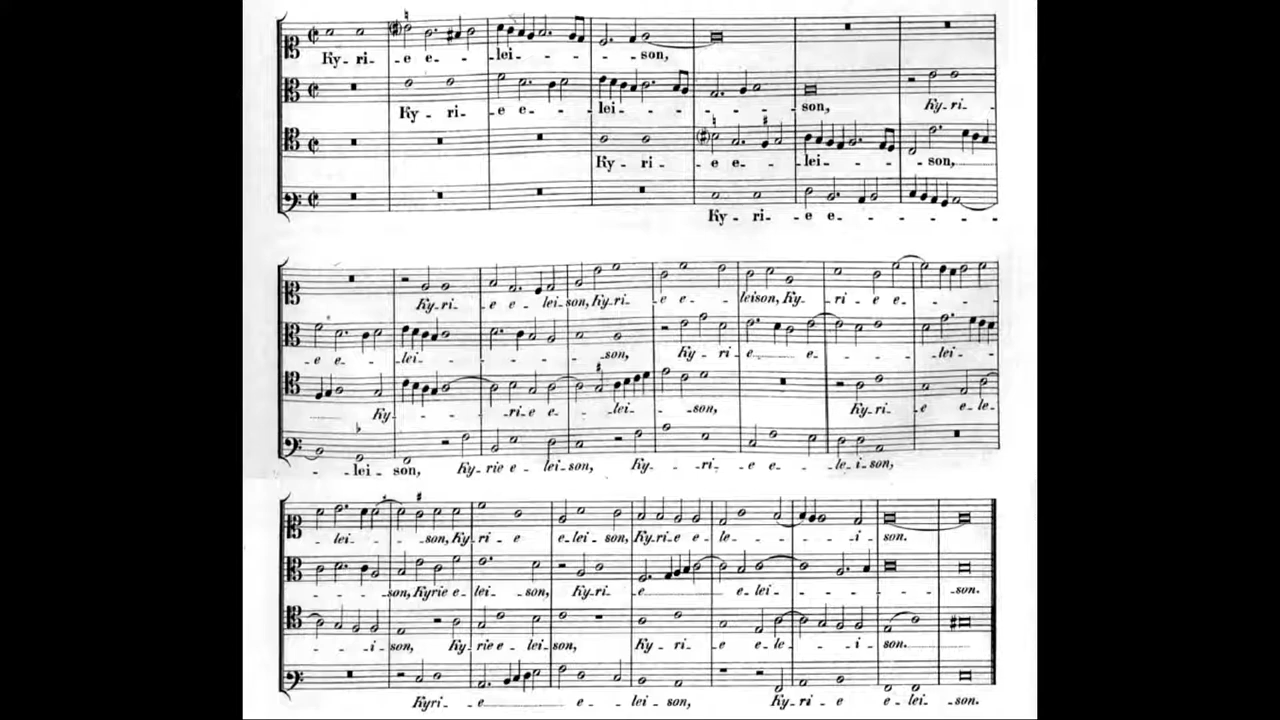 Ky - ri - e e - - lei - - - - son,
Ky - ri - e e - - lei - - - - - son, Ky - ri -
Ky - ri - e e - - lei - - - son,
Ky - ri - e e - - - - - -
Ky - ri - e e - lei - son, Ky - ri - e e - - leison, Ky - ri - e e - -
e e - - - lei - - - - - - son, Ky - ri - e e - - - - lei - -
Ky - - - - ri - e e - - - lei - - son, Ky - ri - e e - le -
- - lei - son, Ky - rie e - lei - son, Ky - - ri - e e - - le - i - son,
lei - - - son, Ky - ri - e e - lei - son, Ky - ri - e e - le - - - i - son.
- - - son, Kyrie e - lei - son, Ky - ri - e e - lei - - - - son.
- - i - son, Ky - rie e - lei - son, Ky - ri - e e - le - - i - son.
Kyri - e e - lei - son, Ky - ri - e e - lei - son.